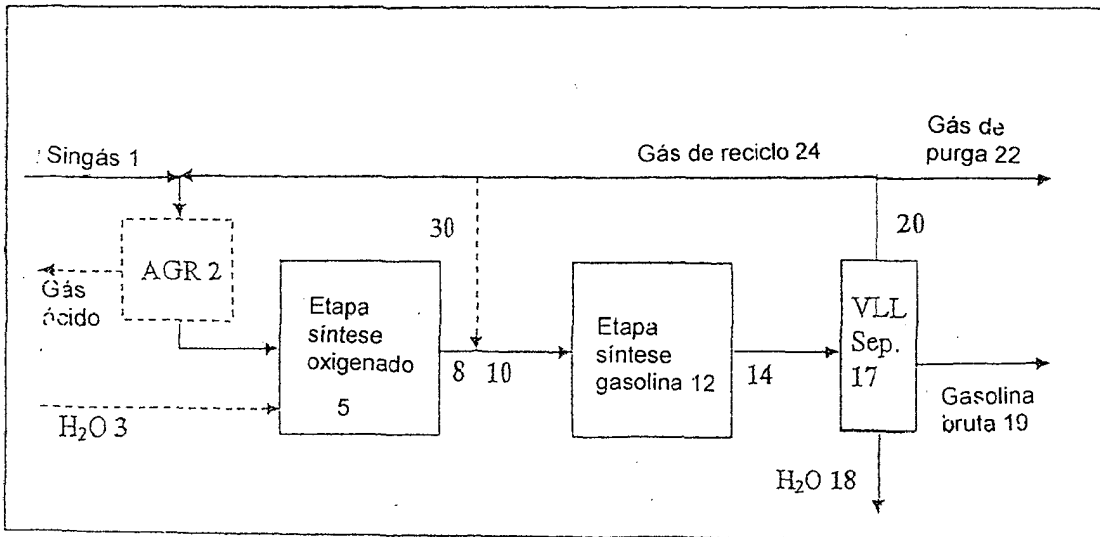 Singás 1
Gás de reciclo 24
Gás de
purga 22
30
20
AGR 2
Gás
ácido
Etapa
síntese
oxigenado
5
8
10
Etapa
síntese
gasolina 12
14
VLL
Sep.
17
Gasolina
bruta 19
H₂O 3
H₂O 18